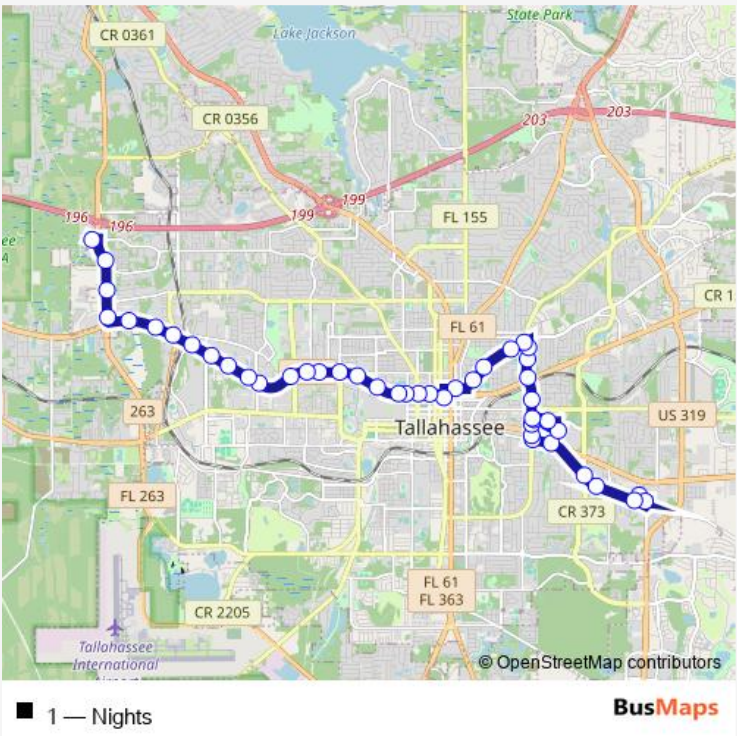 State Park
CR 0361
Lake Jackson
CR 0356
203
203
199
199
196
196
FL 155
ee
A
CR 1
FL 61
263
Tallahassee
US 319
FL 263
CR 373
FL 61
FL 363
CR 2205
Tallahassee
International
Airport
© OpenStreetMap contributors
1 — Nights
BusMaps